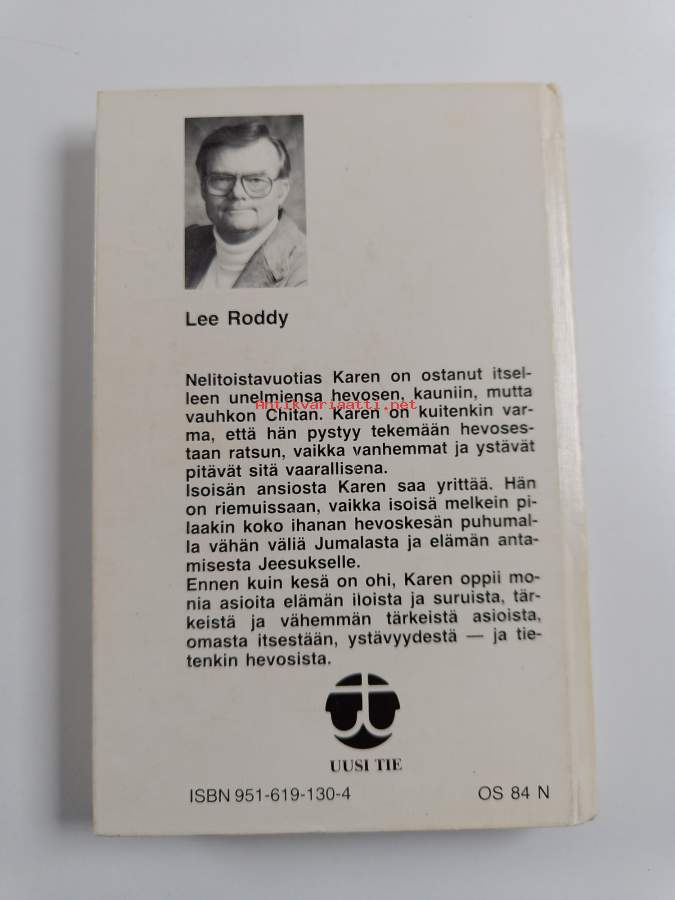 Lee Roddy
Nelitoistavuotias Karen on ostanut itsel-
leen unelmiensa hevosen, kauniin, mutta
Antikvariaatti.net
vauhkon Chitan. Karen on kuitenkin var-
ma, että hän pystyy tekemään hevoses-
taan ratsun, vaikka vanhemmat ja ystävät
pitävät sitä vaarallisena.
Isoisän ansiosta Karen saa yrittää. Hän
on riemuissaan, vaikka isoisä melkein pi-
laakin koko ihanan hevoskesän puhumal-
la vähän väliä Jumalasta ja elämän anta-
misesta Jeesukselle.
Ennen kuin kesä on ohi, Karen oppii mo-
nia asioita elämän iloista ja suruista, tär-
keistä ja vähemmän tärkeistä asioista,
omasta itsestään, ystävyydestä — ja tie-
tenkin hevosista.
UUSI TIE
ISBN 951-619-130-4 OS 84 N